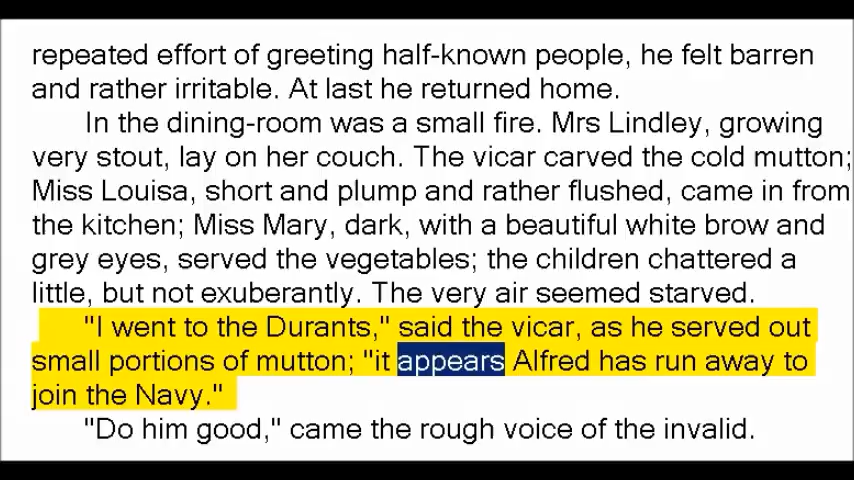 repeated effort of greeting half-known people, he felt barren
and rather irritable. At last he returned home.
In the dining-room was a small fire. Mrs Lindley, growing
very stout, lay on her couch. The vicar carved the cold mutton;
Miss Louisa, short and plump and rather flushed, came in from
the kitchen; Miss Mary, dark, with a beautiful white brow and
grey eyes, served the vegetables; the children chattered a
little, but not exuberantly. The very air seemed starved.
"I went to the Durants," said the vicar, as he served out
small portions of mutton; "it appears Alfred has run away to
join the Navy."
"Do him good," came the rough voice of the invalid.